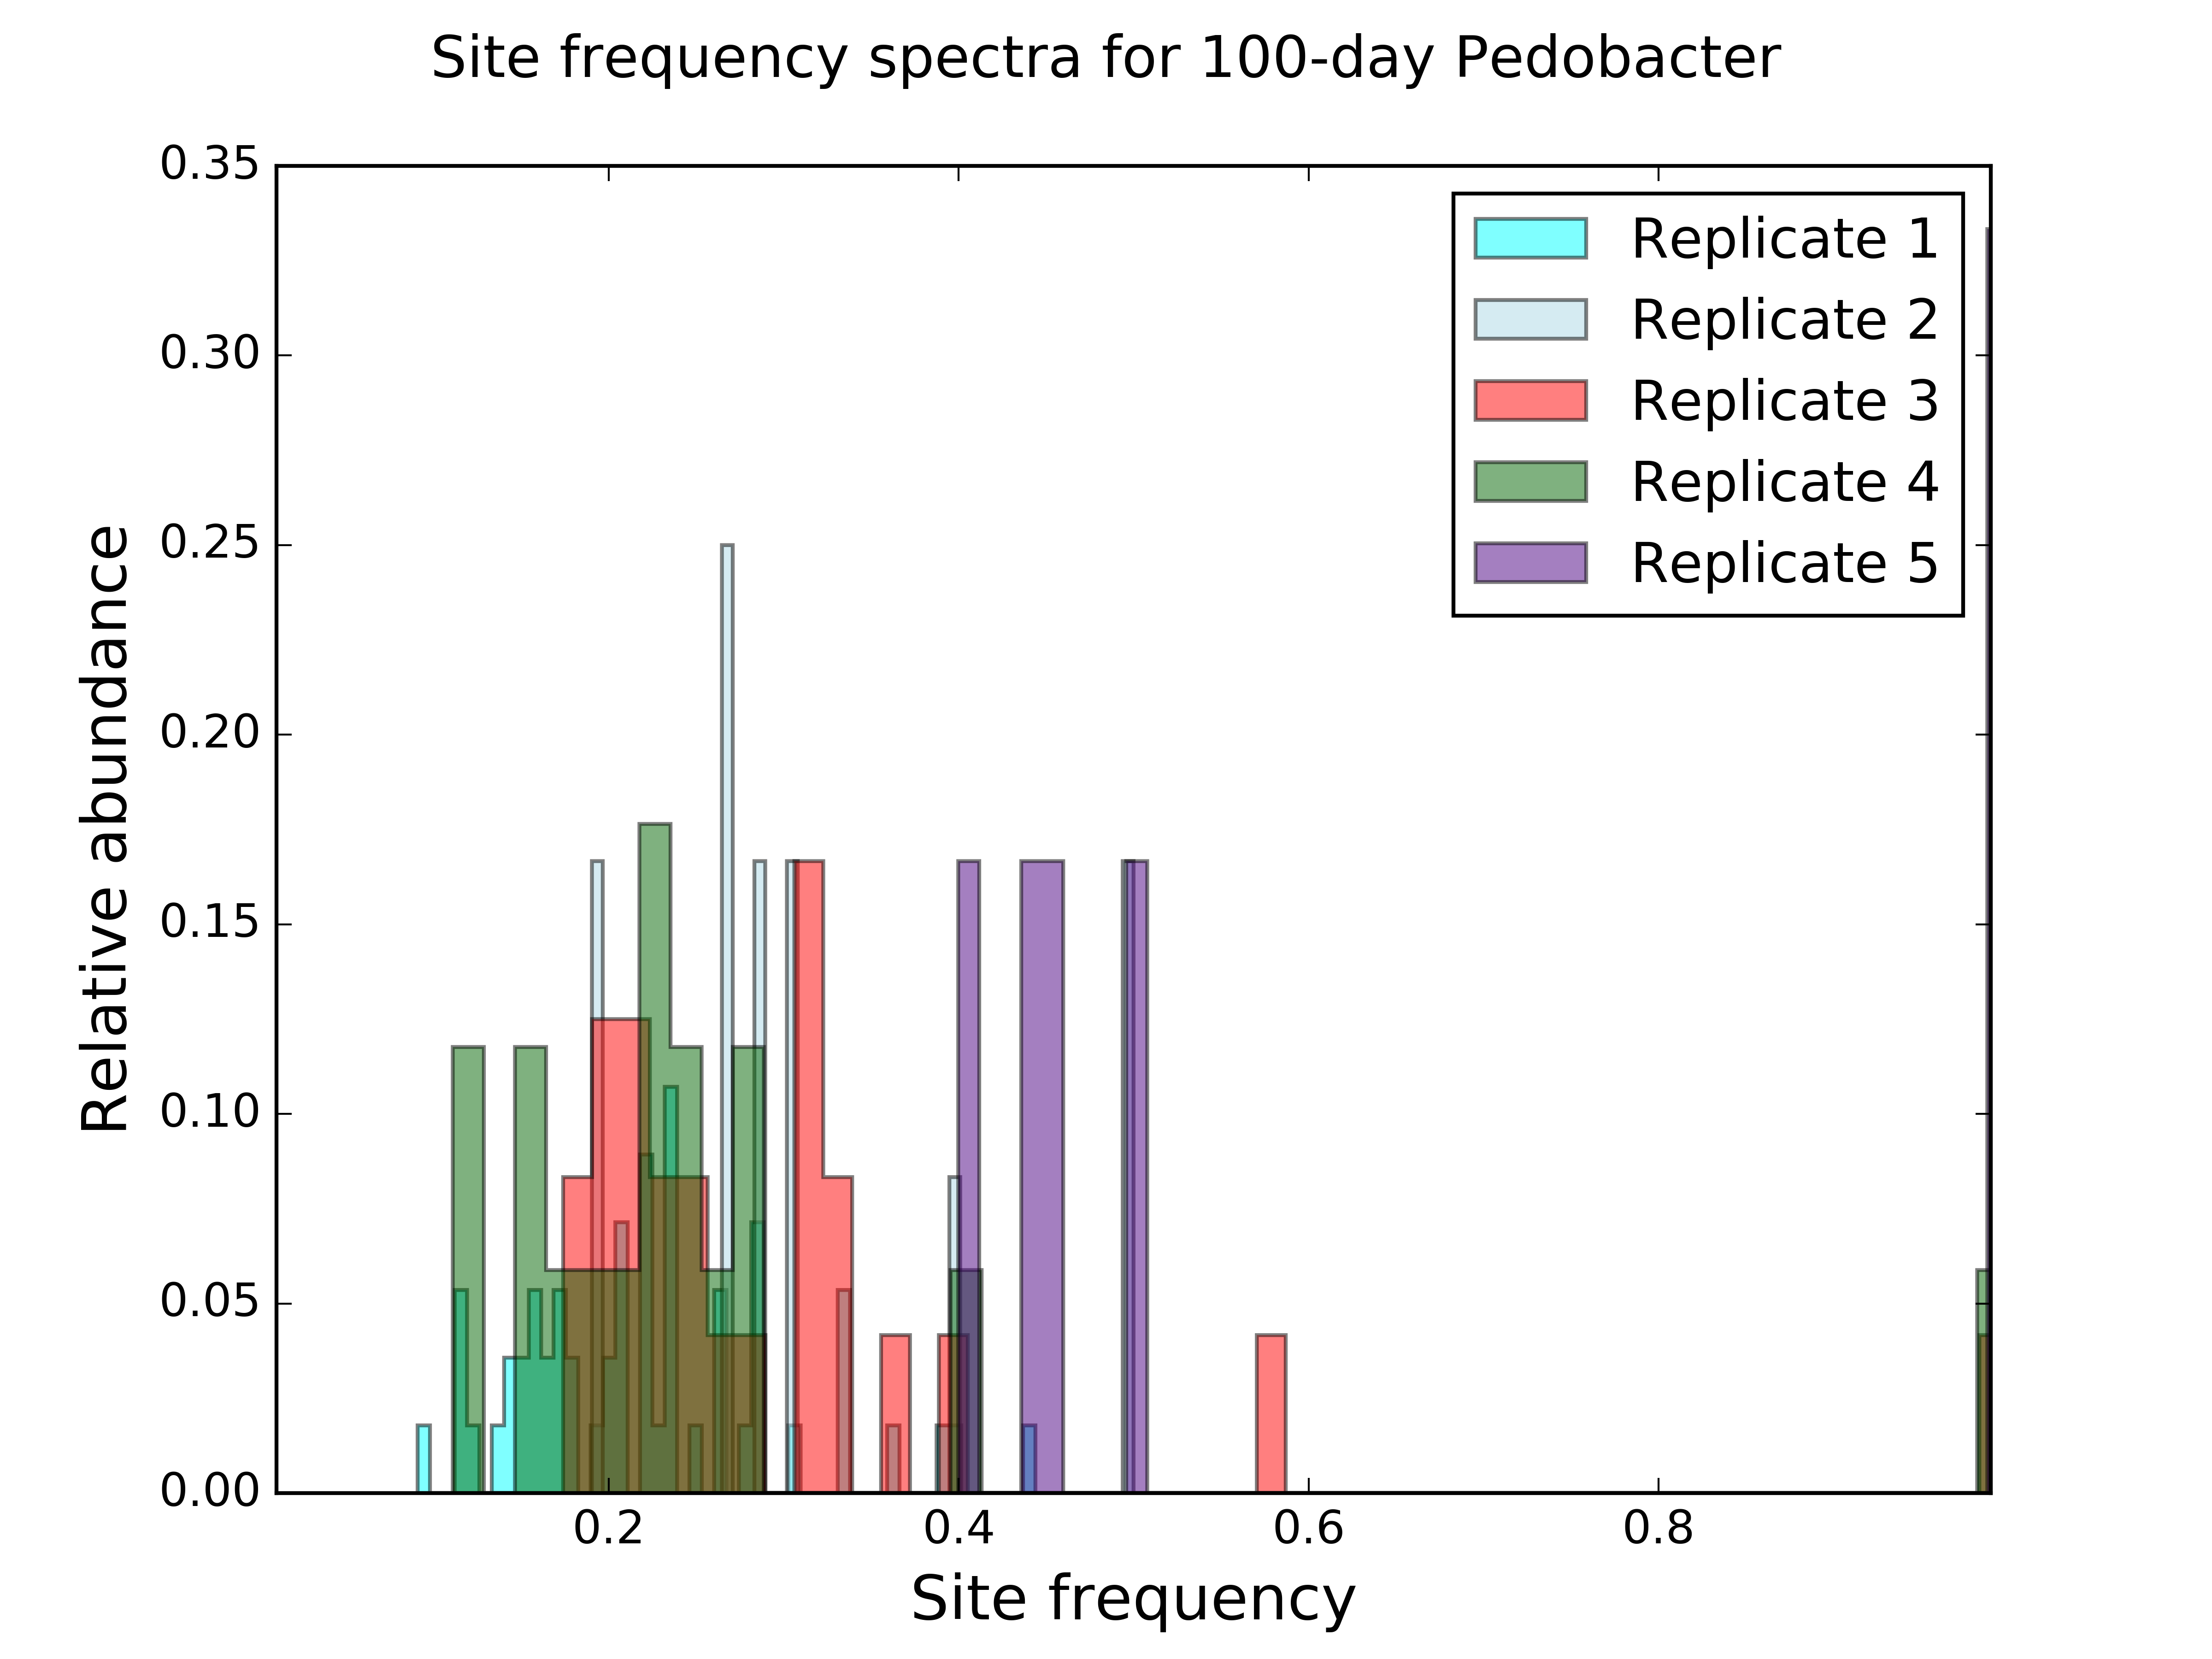 Site frequency spectra for 100-day Pedobacter
0.35
0.30
0.25
0.20
0.15
0.10
0.05
0.00
Relative abundance
Replicate 1
Replicate 2
Replicate 3
Replicate 4
Replicate 5
0.2 0.4 0.6 0.8
Site frequency